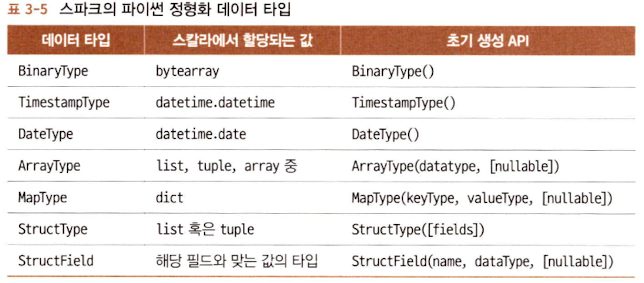 표 3-5 스파크의 파이썬 정형화 데이터 타입
데이터 타입 스칼라에서 할당되는 값 초기 생성 API
BinaryType bytearray BinaryType()
TimestampType datetime.datetime TimestampType()
DateType datetime.date DateType()
ArrayType list, tuple, array 중 ArrayType(datatype, [nullable])
MapType dict MapType(keyType, valueType, [nullable])
StructType list 혹은 tuple StructType([fields])
StructField 해당 필드와 맞는 값의 타입 StructField(name, dataType, [nullable])